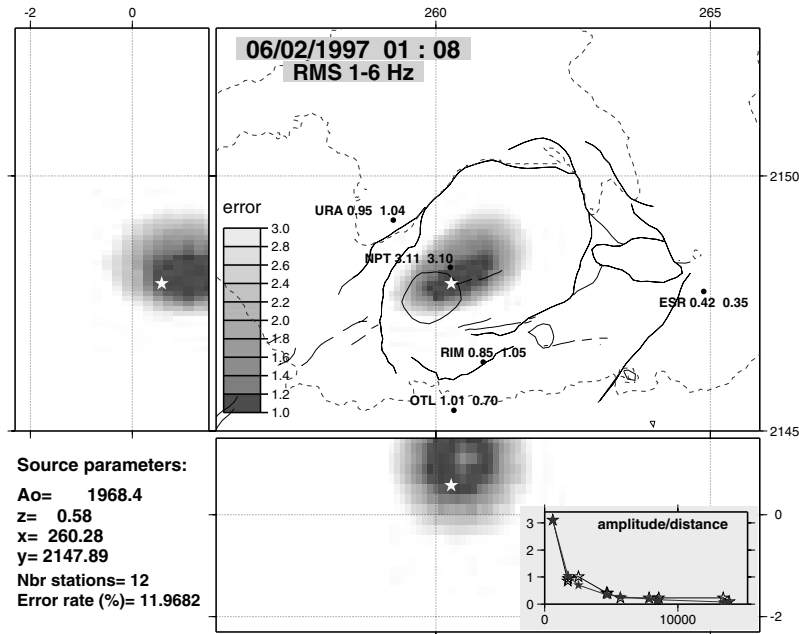 -2 0 260 265
06/02/1997 01 : 08
RMS 1-6 Hz
2150
error
3.0
2.8
2.6
2.4
2.2
2.0
1.8
1.6
1.4
1.2
1.0
URA 0.95 1.04
NPT 3.11 3.10
ESR 0.42 0.35
RIM 0.85 1.05
OTL 1.01 0.70
2145
Source parameters:
Ao= 1968.4
z= 0.58
x= 260.28
y= 2147.89
Nbr stations= 12
Error rate (%)= 11.9682
0
-2
amplitude/distance
3
2
1
0
0 10000